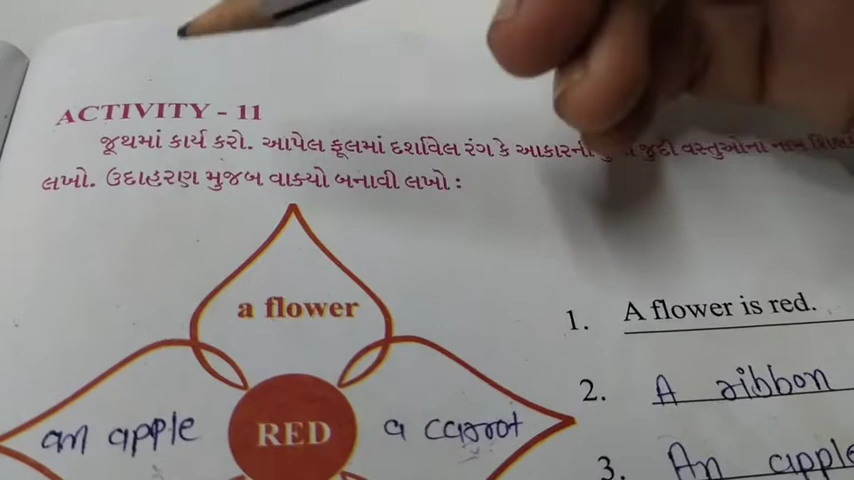 ACTIVITY - 11
જૂથમાં કાર્ય કરો. આપેલ ફૂલમાં દર્શાવેલ રંગ કે આકારની જુદી વસ્તુઓના નામ
લખો. ઉદાહરણ મુજબ વાક્યો બનાવી લખો :
a flower
1. A flower is red.
2. A ribbon
an apple
RED
a carrot
3. An apple